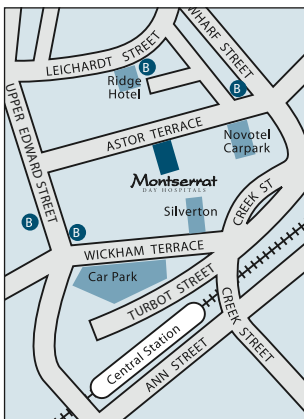 LEICHARDT STREET
WHARF STREET
B
Ridge
Hotel
B
UPPER EDWARD STREET
ASTOR TERRACE
Novotel
Carpark
Montserrat
DAY HOSPITALS
CREEK ST
Silverton
B
B
WICKHAM TERRACE
Car Park
TURBOT STREET
Central Station
CREEK STREET
ANN STREET